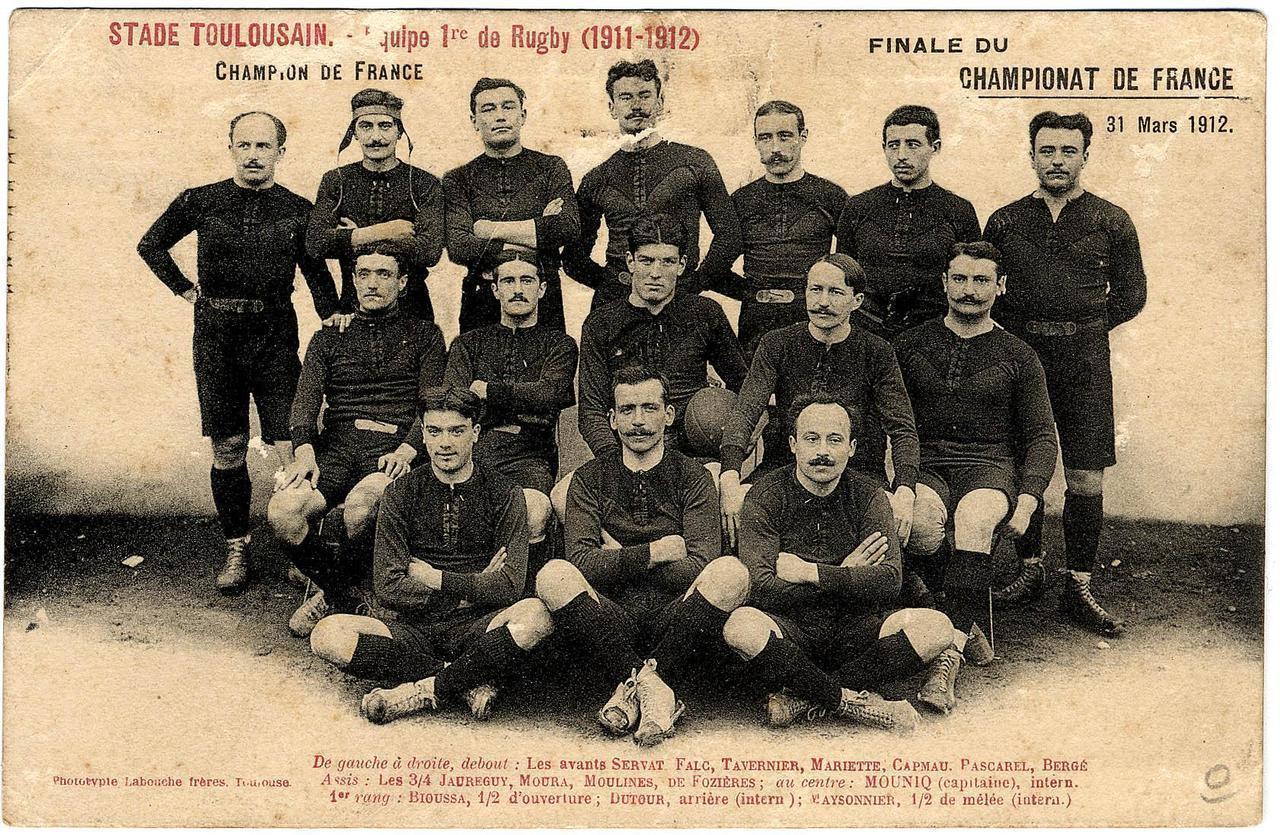 STADE TOULOUSAIN. - Equipe 1re de Rugby (1911-1912)
CHAMPION DE FRANCE
FINALE DU
CHAMPIONAT DE FRANCE
31 Mars 1912.
De gauche à droite, debout : Les avants SERVAT FALC, TAVERNIER, MARIETTE, CAPMAU. PASCAREL, BERGÉ
Phototypie Labouche frères. Toulouse.
Assis : Les 3/4 JAUREGUY, MOURA, MOULINES, DE FOZIÈRES ; au centre : MOUNIQ (capitaine), intern.
1er rang : BIOUSSA, 1/2 d'ouverture ; DUTOUR, arrière (intern ) ; MAYSONNIER, 1/2 de mélée (intern.)